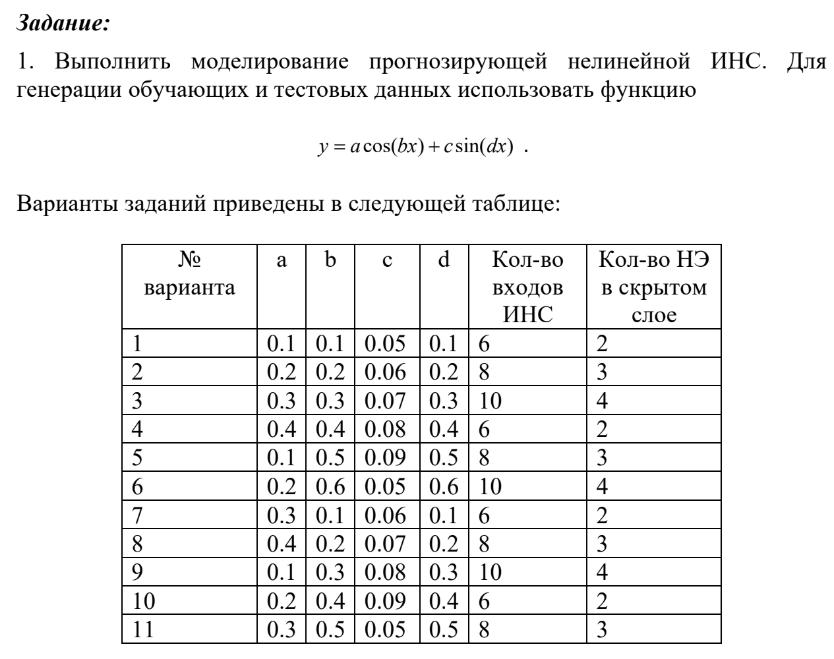 Задание:
1. Выполнить моделирование прогнозирующей нелинейной ИНС. Для
генерации обучающих и тестовых данных использовать функцию
y = a cos(bx) + c sin(dx) .
Варианты заданий приведены в следующей таблице:
№ варианта a b c d Кол-во входов ИНС Кол-во НЭ в скрытом слое
1 0.1 0.1 0.05 0.1 6 2
2 0.2 0.2 0.06 0.2 8 3
3 0.3 0.3 0.07 0.3 10 4
4 0.4 0.4 0.08 0.4 6 2
5 0.1 0.5 0.09 0.5 8 3
6 0.2 0.6 0.05 0.6 10 4
7 0.3 0.1 0.06 0.1 6 2
8 0.4 0.2 0.07 0.2 8 3
9 0.1 0.3 0.08 0.3 10 4
10 0.2 0.4 0.09 0.4 6 2
11 0.3 0.5 0.05 0.5 8 3